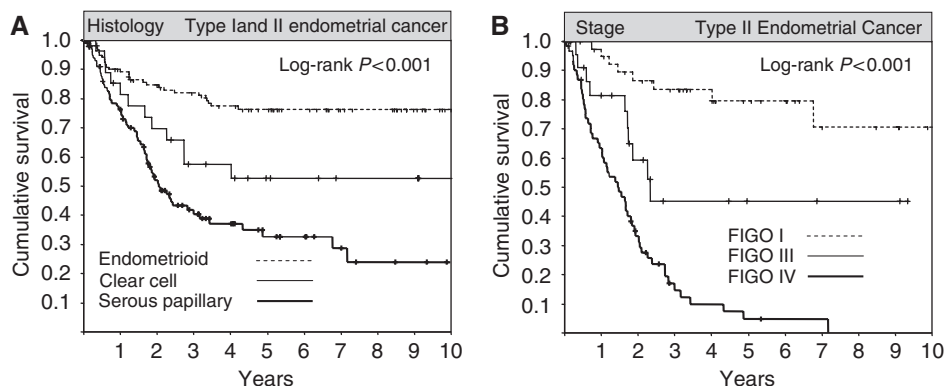 A
Histology Type Iand II endometrial cancer
Log-rank P<0.001
Cumulative survival
1.0
0.9
0.8
0.7
0.6
0.5
0.4
0.3
0.2
0.1
Endometrioid
Clear cell
Serous papillary
1 2 3 4 5 6 7 8 9 10
Years
B
Stage Type II Endometrial Cancer
Log-rank P<0.001
Cumulative survival
1.0
0.9
0.8
0.7
0.6
0.5
0.4
0.3
0.2
0.1
FIGO I
FIGO III
FIGO IV
1 2 3 4 5 6 7 8 9 10
Years